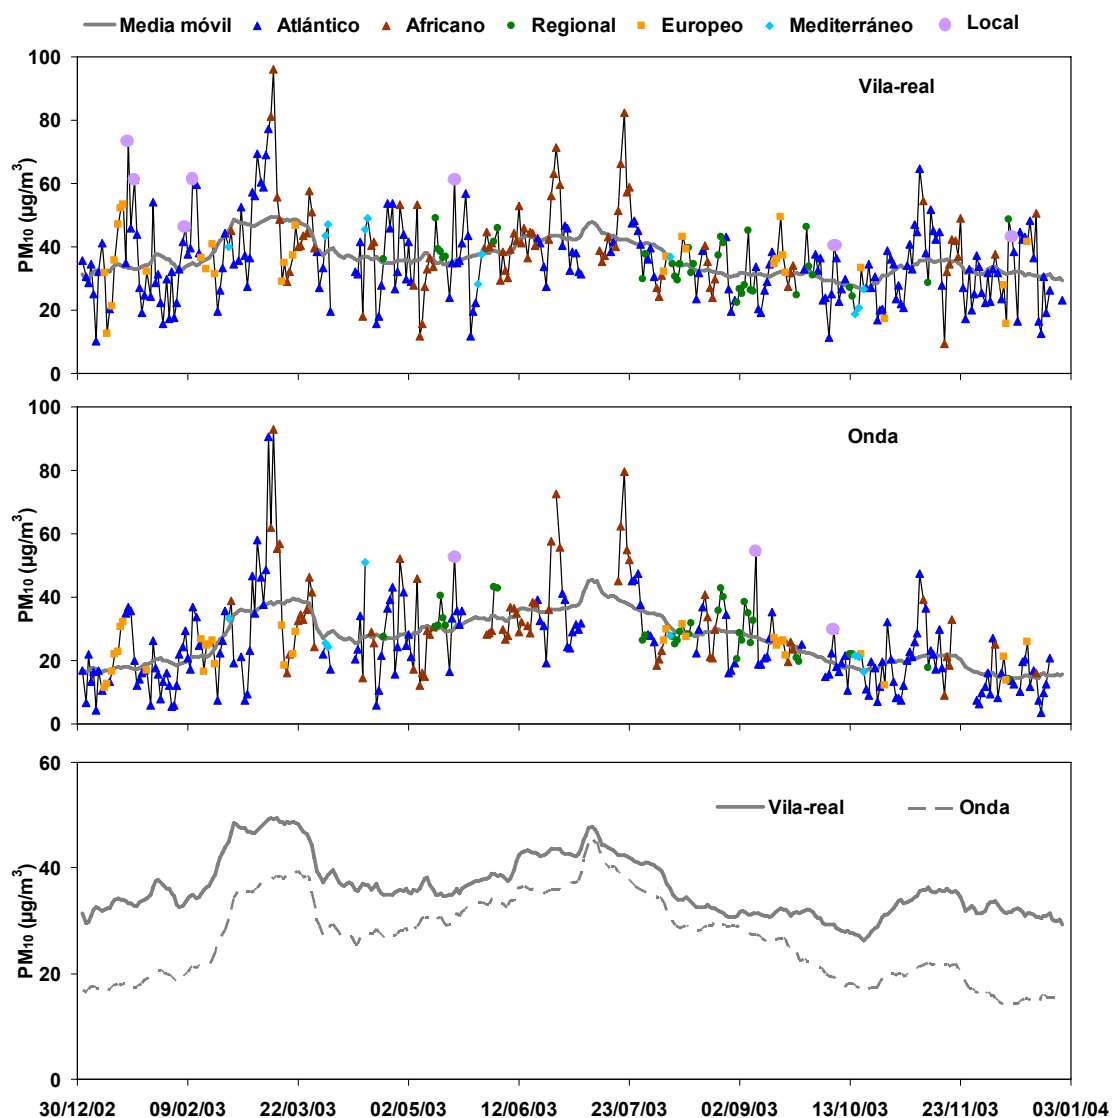 Media móvil Atlántico Africano Regional Europeo Mediterráneo Local
100
Vila-real
80
60
40
20
0
PM10 (µg/m³)
100
Onda
80
60
40
20
0
PM10 (µg/m³)
60
Vila-real Onda
40
20
0
PM10 (µg/m³)
30/12/02 09/02/03 22/03/03 02/05/03 12/06/03 23/07/03 02/09/03 13/10/03 23/11/03 03/01/04